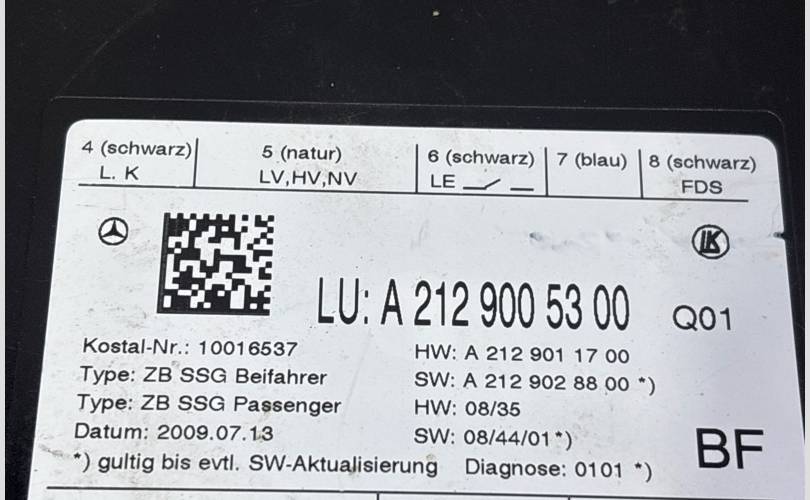 4 (schwarz) 5 (natur) 6 (schwarz) 7 (blau) 8 (schwarz)
L. K LV,HV,NV LE FDS
LK
LU: A 212 900 53 00 Q01
Kostal-Nr.: 10016537 HW: A 212 901 17 00
Type: ZB SSG Beifahrer SW: A 212 902 88 00 *)
Type: ZB SSG Passenger HW: 08/35
Datum: 2009.07.13 SW: 08/44/01 *)
BF
*) gultig bis evtl. SW-Aktualisierung Diagnose: 0101 *)